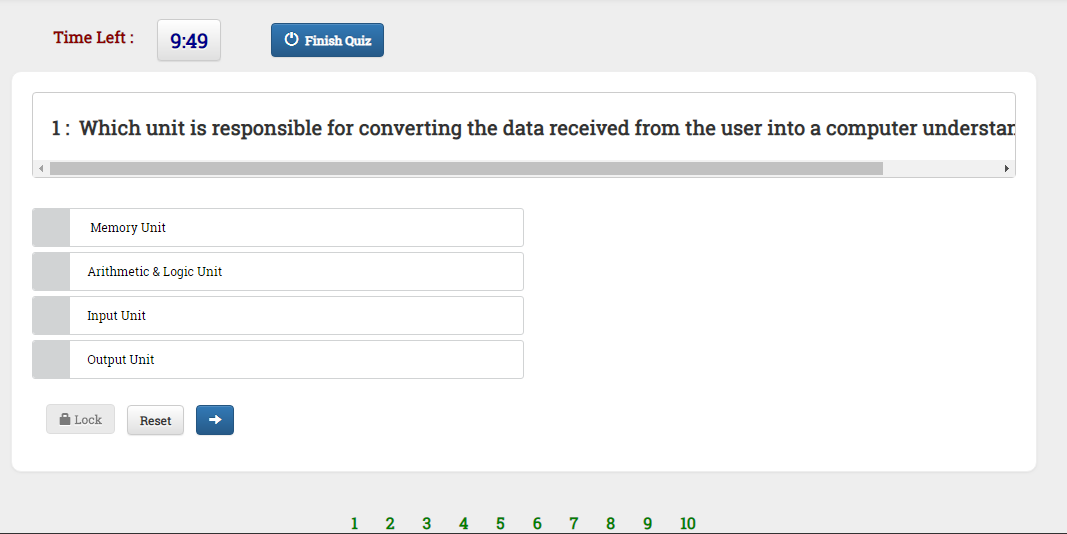 Time Left : 9:49 Finish Quiz
1 : Which unit is responsible for converting the data received from the user into a computer
Memory Unit
Arithmetic & Logic Unit
Input Unit
Output Unit
Lock Reset
1 2 3 4 5 6 7 8 9 10